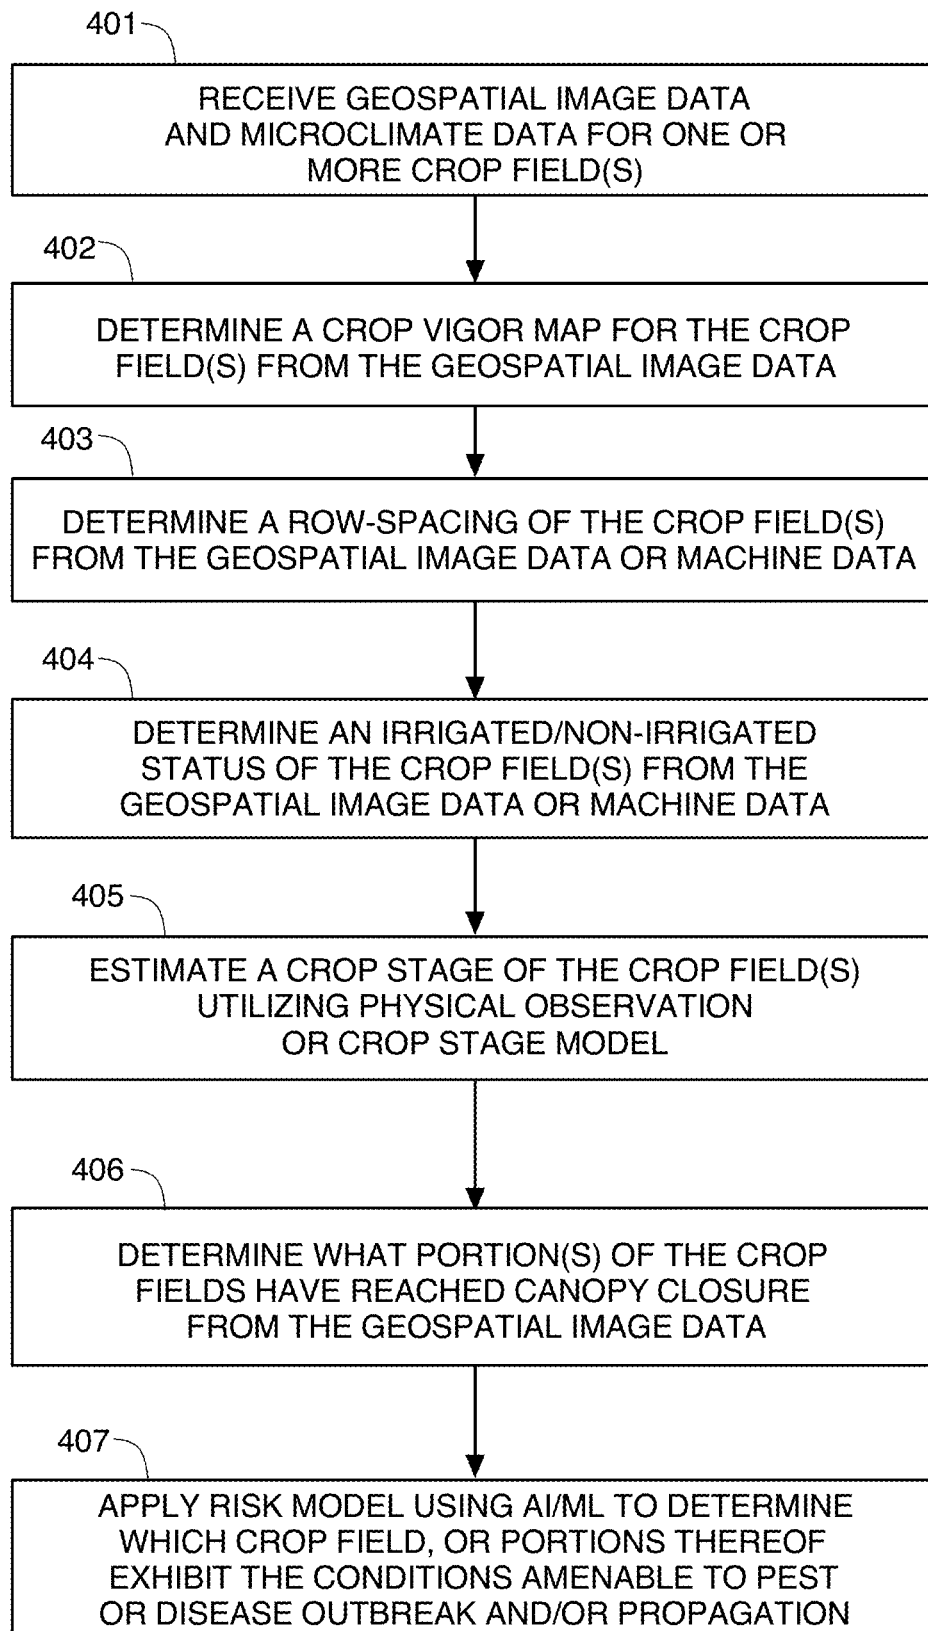 401
RECEIVE GEOSPATIAL IMAGE DATA
AND MICROCLIMATE DATA FOR ONE OR
MORE CROP FIELD(S)
402
DETERMINE A CROP VIGOR MAP FOR THE CROP
FIELD(S) FROM THE GEOSPATIAL IMAGE DATA
403
DETERMINE A ROW-SPACING OF THE CROP FIELD(S)
FROM THE GEOSPATIAL IMAGE DATA OR MACHINE DATA
404
DETERMINE AN IRRIGATED/NON-IRRIGATED
STATUS OF THE CROP FIELD(S) FROM THE
GEOSPATIAL IMAGE DATA OR MACHINE DATA
405
ESTIMATE A CROP STAGE OF THE CROP FIELD(S)
UTILIZING PHYSICAL OBSERVATION
OR CROP STAGE MODEL
406
DETERMINE WHAT PORTION(S) OF THE CROP
FIELDS HAVE REACHED CANOPY CLOSURE
FROM THE GEOSPATIAL IMAGE DATA
407
APPLY RISK MODEL USING AI/ML TO DETERMINE
WHICH CROP FIELD, OR PORTIONS THEREOF
EXHIBIT THE CONDITIONS AMENABLE TO PEST
OR DISEASE OUTBREAK AND/OR PROPAGATION